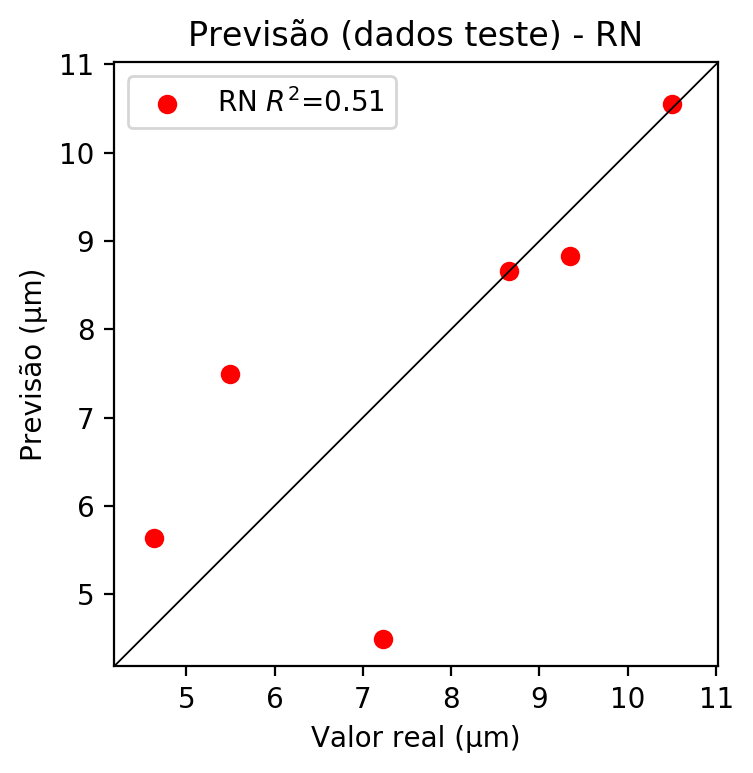 Previsão (dados teste) - RN
RN R²=0.51
11
10
9
8
7
6
5
Previsão (μm)
5 6 7 8 9 10 11
Valor real (μm)